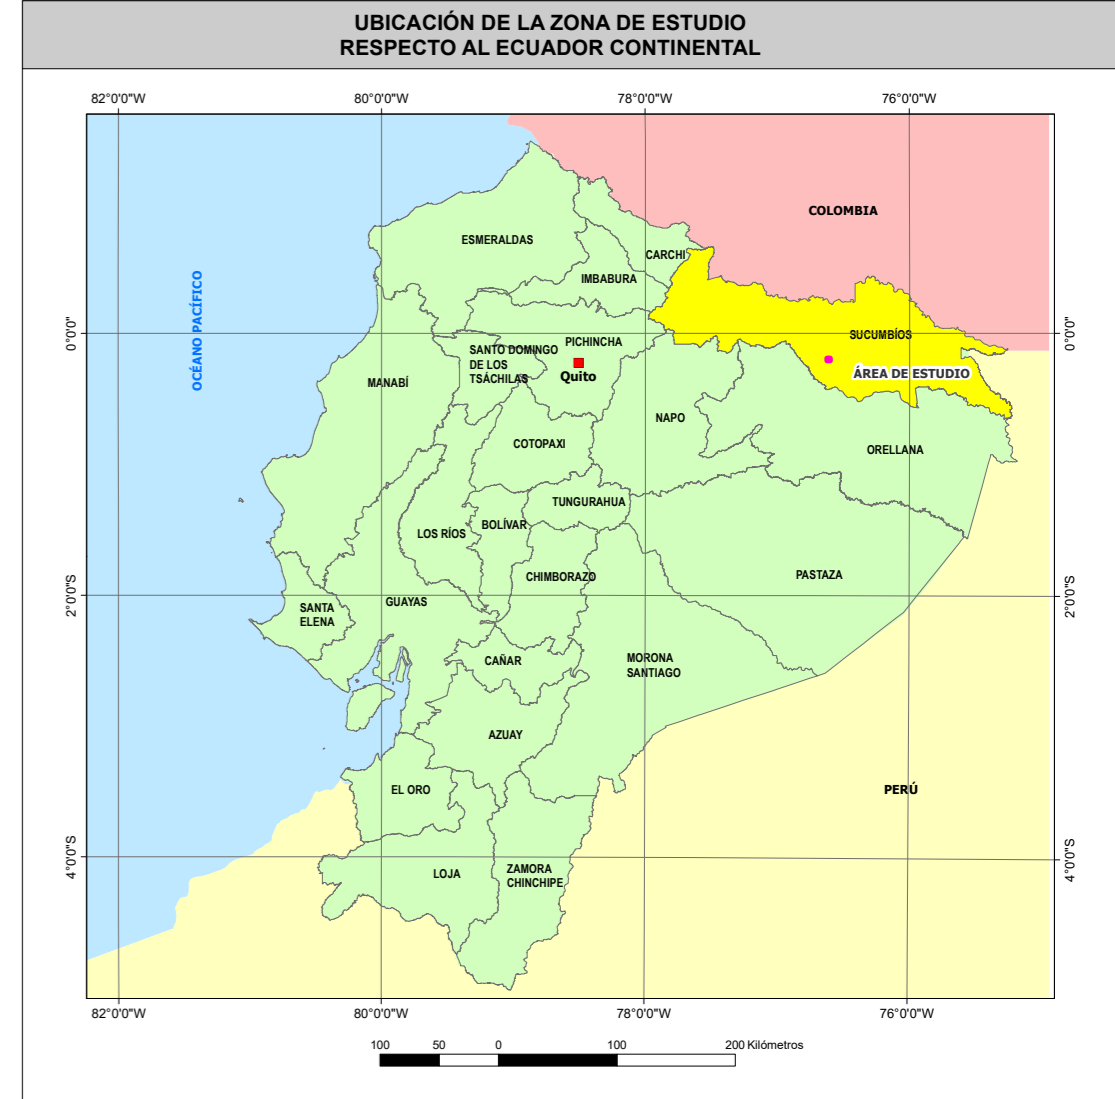 UBICACIÓN DE LA ZONA DE ESTUDIO
RESPECTO AL ECUADOR CONTINENTAL
82°0'0"W
80°0'0"W
78°0'0"W
76°0'0"W
COLOMBIA
ESMERALDAS
CARCHI
IMBABURA
OCÉANO PACÍFICO
0°0'0"
0°0'0"
SUCUMBÍOS
PICHINCHA
SANTO DOMINGO
DE LOS
TSÁCHILAS
Quito
ÁREA DE ESTUDIO
MANABÍ
NAPO
COTOPAXI
ORELLANA
TUNGURAHUA
BOLÍVAR
LOS RÍOS
CHIMBORAZO
PASTAZA
2°0'0"S
2°0'0"S
GUAYAS
SANTA
ELENA
CAÑAR
MORONA
SANTIAGO
AZUAY
EL ORO
PERÚ
4°0'0"S
4°0'0"S
LOJA
ZAMORA
CHINCHIPE
82°0'0"W
80°0'0"W
78°0'0"W
76°0'0"W
100
50
0
100
200 Kilómetros